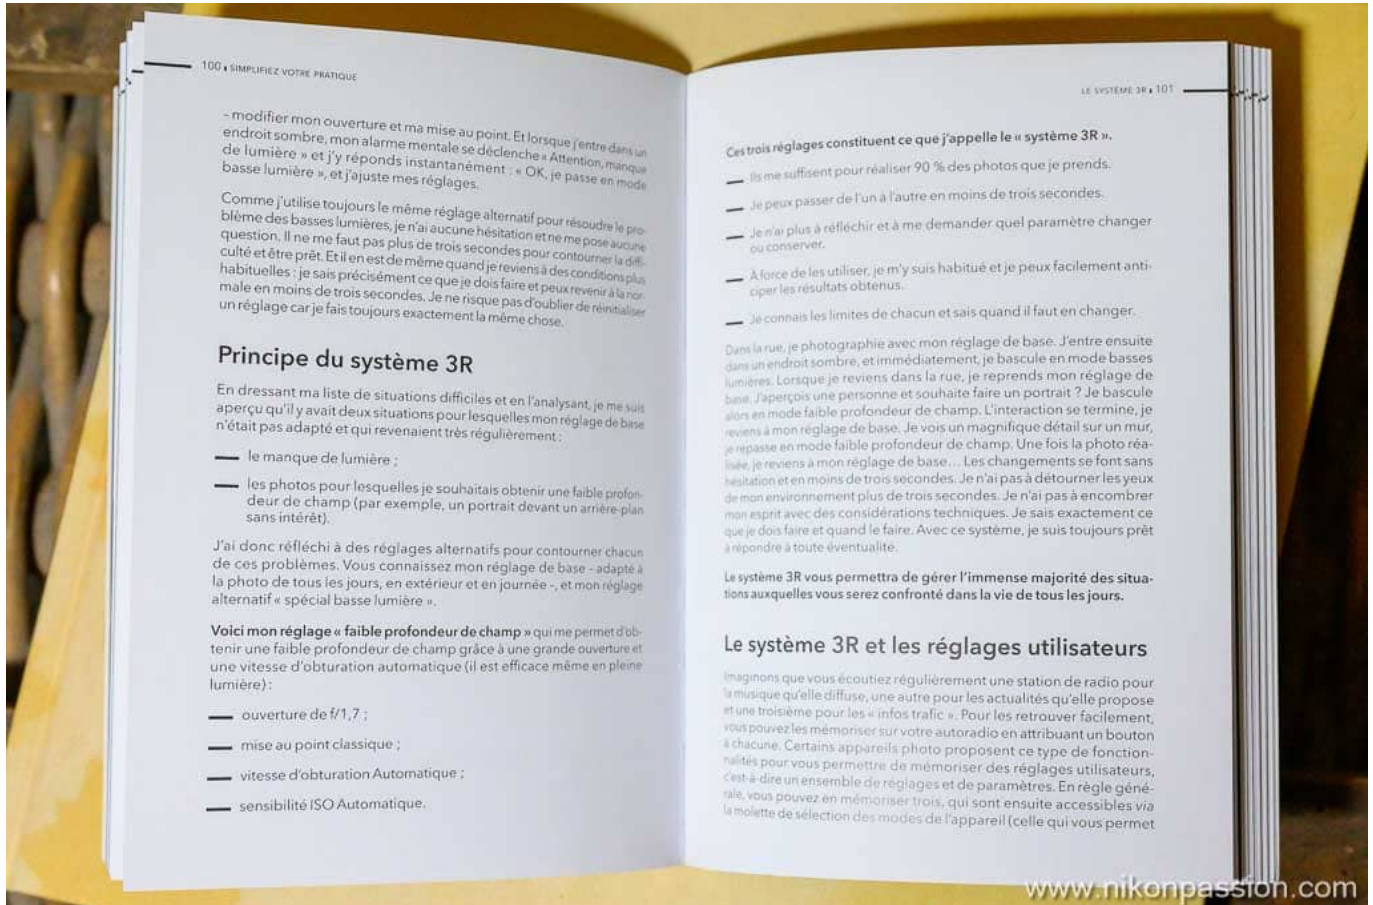 100 SIMPLIFIEZ VOTRE PRATIQUE
– modifier mon ouverture et ma mise au point. Et lorsque j'entre dans un
endroit sombre, mon alarme mentale se déclenche « Attention, manque
de lumière » et j'y réponds instantanément : « OK, je passe en mode
basse lumière », et j'ajuste mes réglages.
Comme j'utilise toujours le même réglage alternatif pour résoudre le pro-
blème des basses lumières, je n'ai aucune hésitation et ne me pose aucune
question. Il ne me faut pas plus de trois secondes pour contourner la diffi-
culté et être prêt. Et il en est de même quand je reviens à des conditions plus
habituelles : je sais précisément ce que je dois faire et peux revenir à la nor-
male en moins de trois secondes. Je ne risque pas d'oublier de réinitialiser
un réglage car je fais toujours exactement la même chose.
Principe du système 3R
En dressant ma liste de situations difficiles et en l'analysant, je me suis
aperçu qu'il y avait deux situations pour lesquelles mon réglage de base
n'était pas adapté et qui revenaient très régulièrement :
— le manque de lumière ;
— les photos pour lesquelles je souhaitais obtenir une faible profon-
deur de champ (par exemple, un portrait devant un arrière-plan
sans intérêt).
J'ai donc réfléchi à des réglages alternatifs pour contourner chacun
de ces problèmes. Vous connaissez mon réglage de base - adapté à
la photo de tous les jours, en extérieur et en journée -, et mon réglage
alternatif « spécial basse lumière ».
Voici mon réglage « faible profondeur de champ » qui me permet d'ob-
tenir une faible profondeur de champ grâce à une grande ouverture et
une vitesse d'obturation automatique (il est efficace même en pleine
lumière) :
— ouverture de f/1,7 ;
— mise au point classique ;
— vitesse d'obturation Automatique ;
— sensibilité ISO Automatique.
LE SYSTÈME 3R 101
Ces trois réglages constituent ce que j'appelle le « système 3R ».
— Ils me suffisent pour réaliser 90 % des photos que je prends.
— Je peux passer de l'un à l'autre en moins de trois secondes.
— Je n'ai plus à réfléchir et à me demander quel paramètre changer
ou conserver.
— À force de les utiliser, je m'y suis habitué et je peux facilement anti-
ciper les résultats obtenus.
— Je connais les limites de chacun et sais quand il faut en changer.
Dans la rue, je photographie avec mon réglage de base. J'entre ensuite
dans un endroit sombre, et immédiatement, je bascule en mode basses
lumières. Lorsque je reviens dans la rue, je reprends mon réglage de
base. J'aperçois une personne et souhaite faire un portrait ? Je bascule
alors en mode faible profondeur de champ. L'interaction se termine, je
reviens à mon réglage de base. Je vois un magnifique détail sur un mur,
je repasse en mode faible profondeur de champ. Une fois la photo réa-
lisée, je reviens à mon réglage de base… Les changements se font sans
hésitation et en moins de trois secondes. Je n'ai pas à détourner les yeux
de mon environnement plus de trois secondes. Je n'ai pas à encombrer
mon esprit avec des considérations techniques. Je sais exactement ce
que je dois faire et quand le faire. Avec ce système, je suis toujours prêt
à répondre à toute éventualité.
Le système 3R vous permettra de gérer l'immense majorité des situa-
tions auxquelles vous serez confronté dans la vie de tous les jours.
Le système 3R et les réglages utilisateurs
Imaginons que vous écoutiez régulièrement une station de radio pour
la musique qu'elle diffuse, une autre pour les actualités qu'elle propose
et une troisième pour les « infos trafic ». Pour les retrouver facilement,
vous pouvez les mémoriser sur votre autoradio en attribuant un bouton
à chacune. Certains appareils photo proposent ce type de fonction-
nalités pour vous permettre de mémoriser des réglages utilisateurs,
c'est-à-dire un ensemble de réglages et de paramètres. En règle géné-
rale, vous pouvez en mémoriser trois, qui sont ensuite accessibles via
la molette de sélection des modes de l'appareil (celle qui vous permet
www.nikonpassion.com